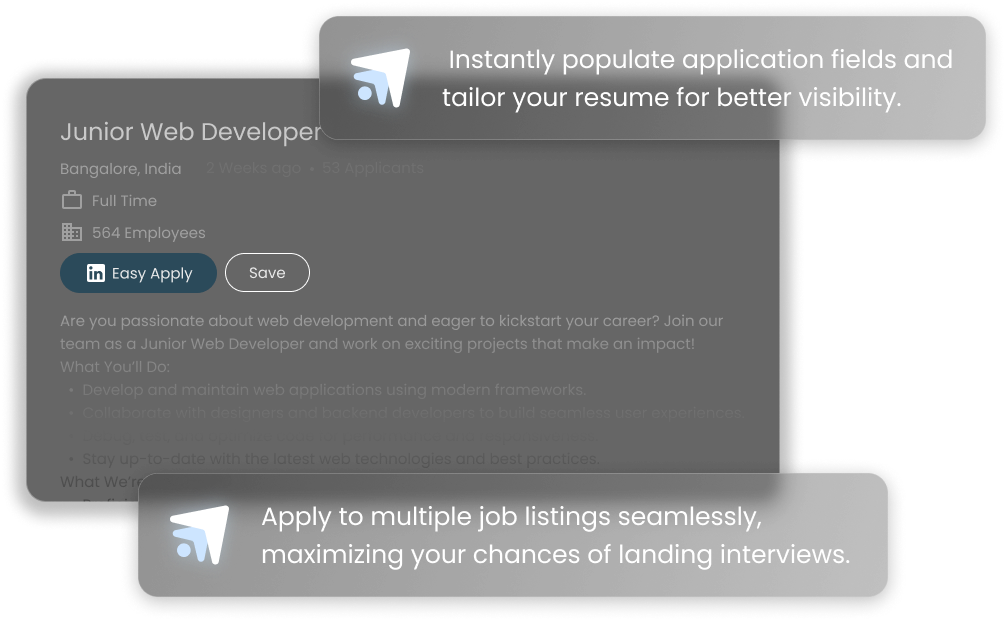 Instantly populate application fields and
tailor your resume for better visibility.
Junior Web Developer
Bangalore, India 2 Weeks ago • 53 Applicants
Full Time
564 Employees
in Easy Apply Save
Are you passionate about web development and eager to kickstart your career? Join our
team as a Junior Web Developer and work on exciting projects that make an impact!
What You'll Do:
• Develop and maintain web applications using modern frameworks.
• Collaborate with designers and backend developers to build seamless user experiences.
• Stay up-to-date with the latest web technologies and best practices.
What We're
Apply to multiple job listings seamlessly,
maximizing your chances of landing interviews.